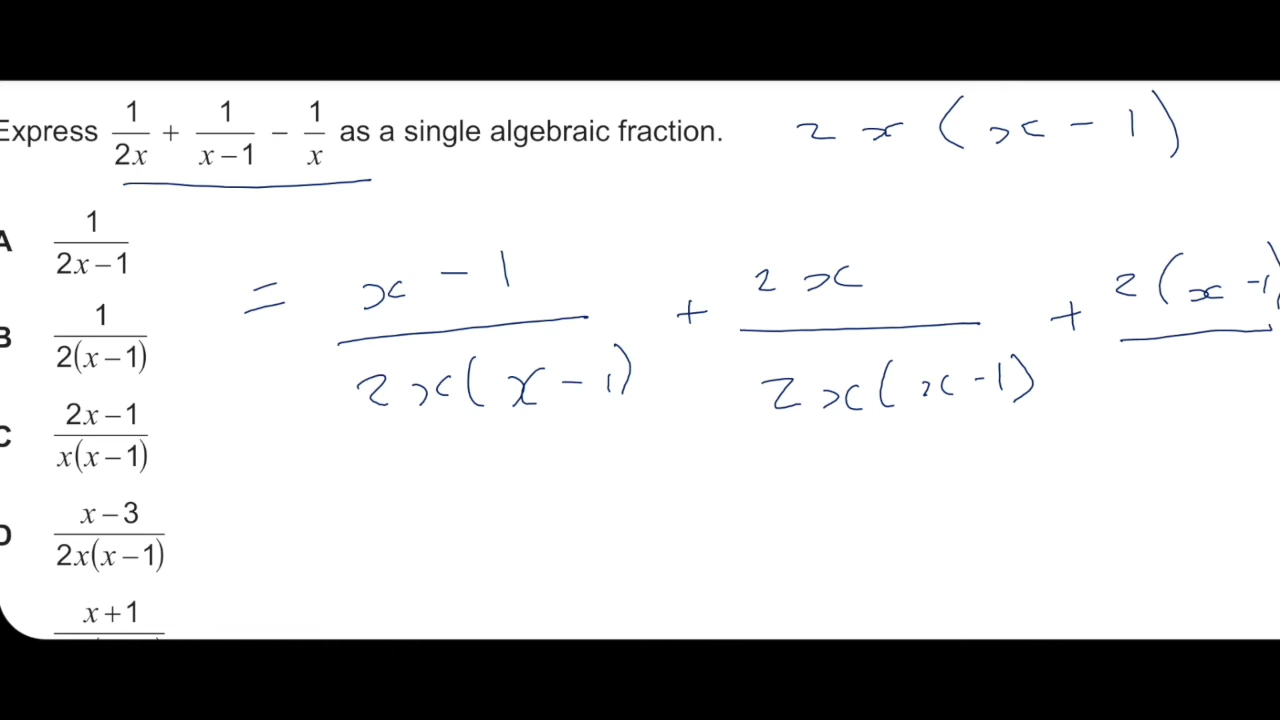 Express 1/2x + 1/x−1 − 1/x as a single algebraic fraction. 2x(x−1)
A 1/2x−1
= x−1/2x(x−1) + 2x/2x(x−1) + 2(x−1)
B 1/2(x−1)
C 2x−1/x(x−1)
D x−3/2x(x−1)
x+1